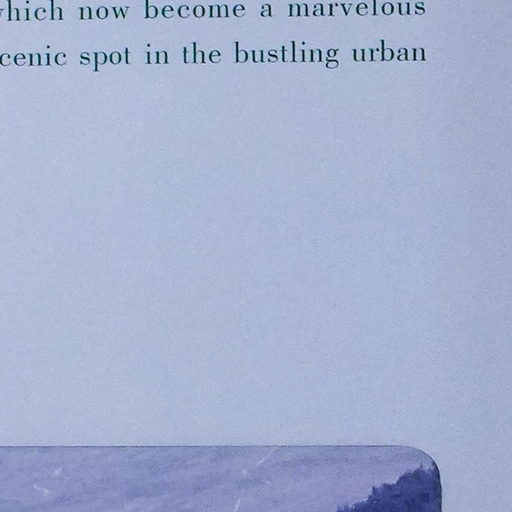 which now become a marvelous
scenic spot in the bustling urban